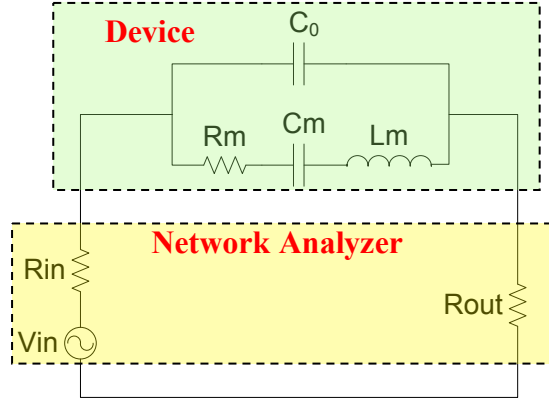 Device
C₀
Rm Cm Lm
Network Analyzer
Rin
Rout
Vin